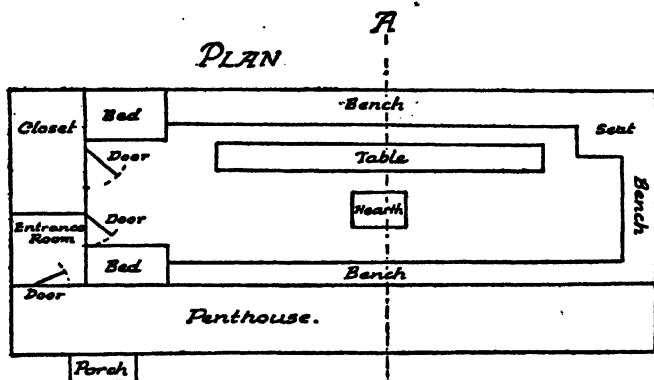 A
PLAN
Bench
Closet
Bed
Seat
Door
Table
Hearth
Bench
Door
Entrance
Room
Bed
Bench
Door
Penthouse.
Porch